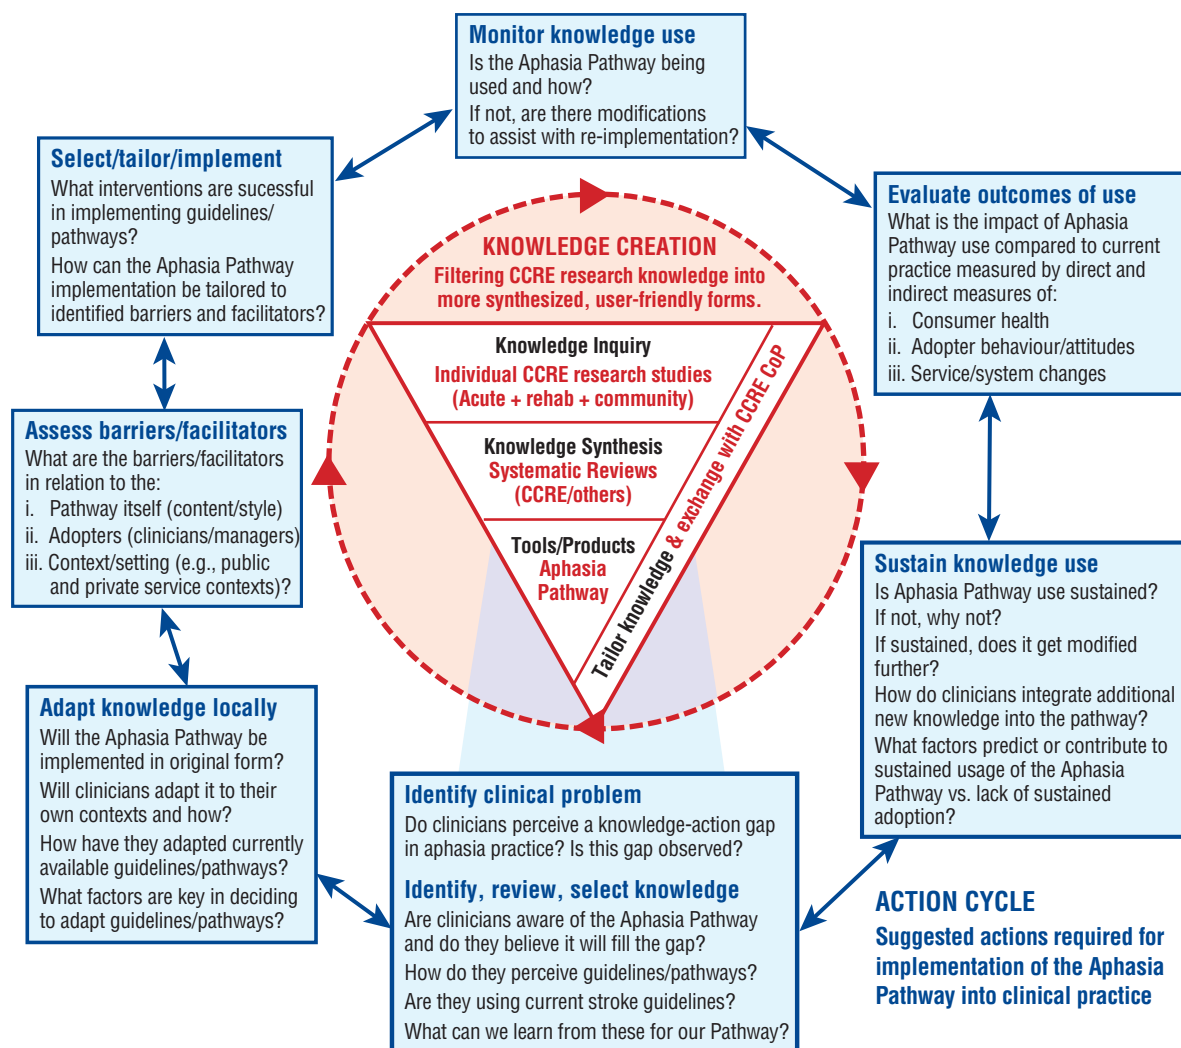 Monitor knowledge use
Is the Aphasia Pathway being
used and how?
If not, are there modifications
to assist with re-implementation?
Select/tailor/implement
What interventions are sucessful
in implementing guidelines/
pathways?
How can the Aphasia Pathway
implementation be tailored to
identified barriers and facilitators?
Evaluate outcomes of use
What is the impact of Aphasia
Pathway use compared to current
practice measured by direct and
indirect measures of:
i. Consumer health
ii. Adopter behaviour/attitudes
iii. Service/system changes
KNOWLEDGE CREATION
Filtering CCRE research knowledge into
more synthesized, user-friendly forms.
Knowledge Inquiry
Individual CCRE research studies
(Acute + rehab + community)
Knowledge Synthesis
Systematic Reviews
(CCRE/others)
Tools/Products
Aphasia
Pathway
Tailor knowledge & exchange with CCRE CoP
Assess barriers/facilitators
What are the barriers/facilitators
in relation to the:
i. Pathway itself (content/style)
ii. Adopters (clinicians/managers)
iii. Context/setting (e.g., public
and private service contexts)?
Sustain knowledge use
Is Aphasia Pathway use sustained?
If not, why not?
If sustained, does it get modified
further?
How do clinicians integrate additional
new knowledge into the pathway?
What factors predict or contribute to
sustained usage of the Aphasia
Pathway vs. lack of sustained
adoption?
Adapt knowledge locally
Will the Aphasia Pathway be
implemented in original form?
Will clinicians adapt it to their
own contexts and how?
How have they adapted currently
available guidelines/pathways?
What factors are key in deciding
to adapt guidelines/pathways?
Identify clinical problem
Do clinicians perceive a knowledge-action gap
in aphasia practice? Is this gap observed?
Identify, review, select knowledge
Are clinicians aware of the Aphasia Pathway
and do they believe it will fill the gap?
How do they perceive guidelines/pathways?
Are they using current stroke guidelines?
What can we learn from these for our Pathway?
ACTION CYCLE
Suggested actions required for
implementation of the Aphasia
Pathway into clinical practice